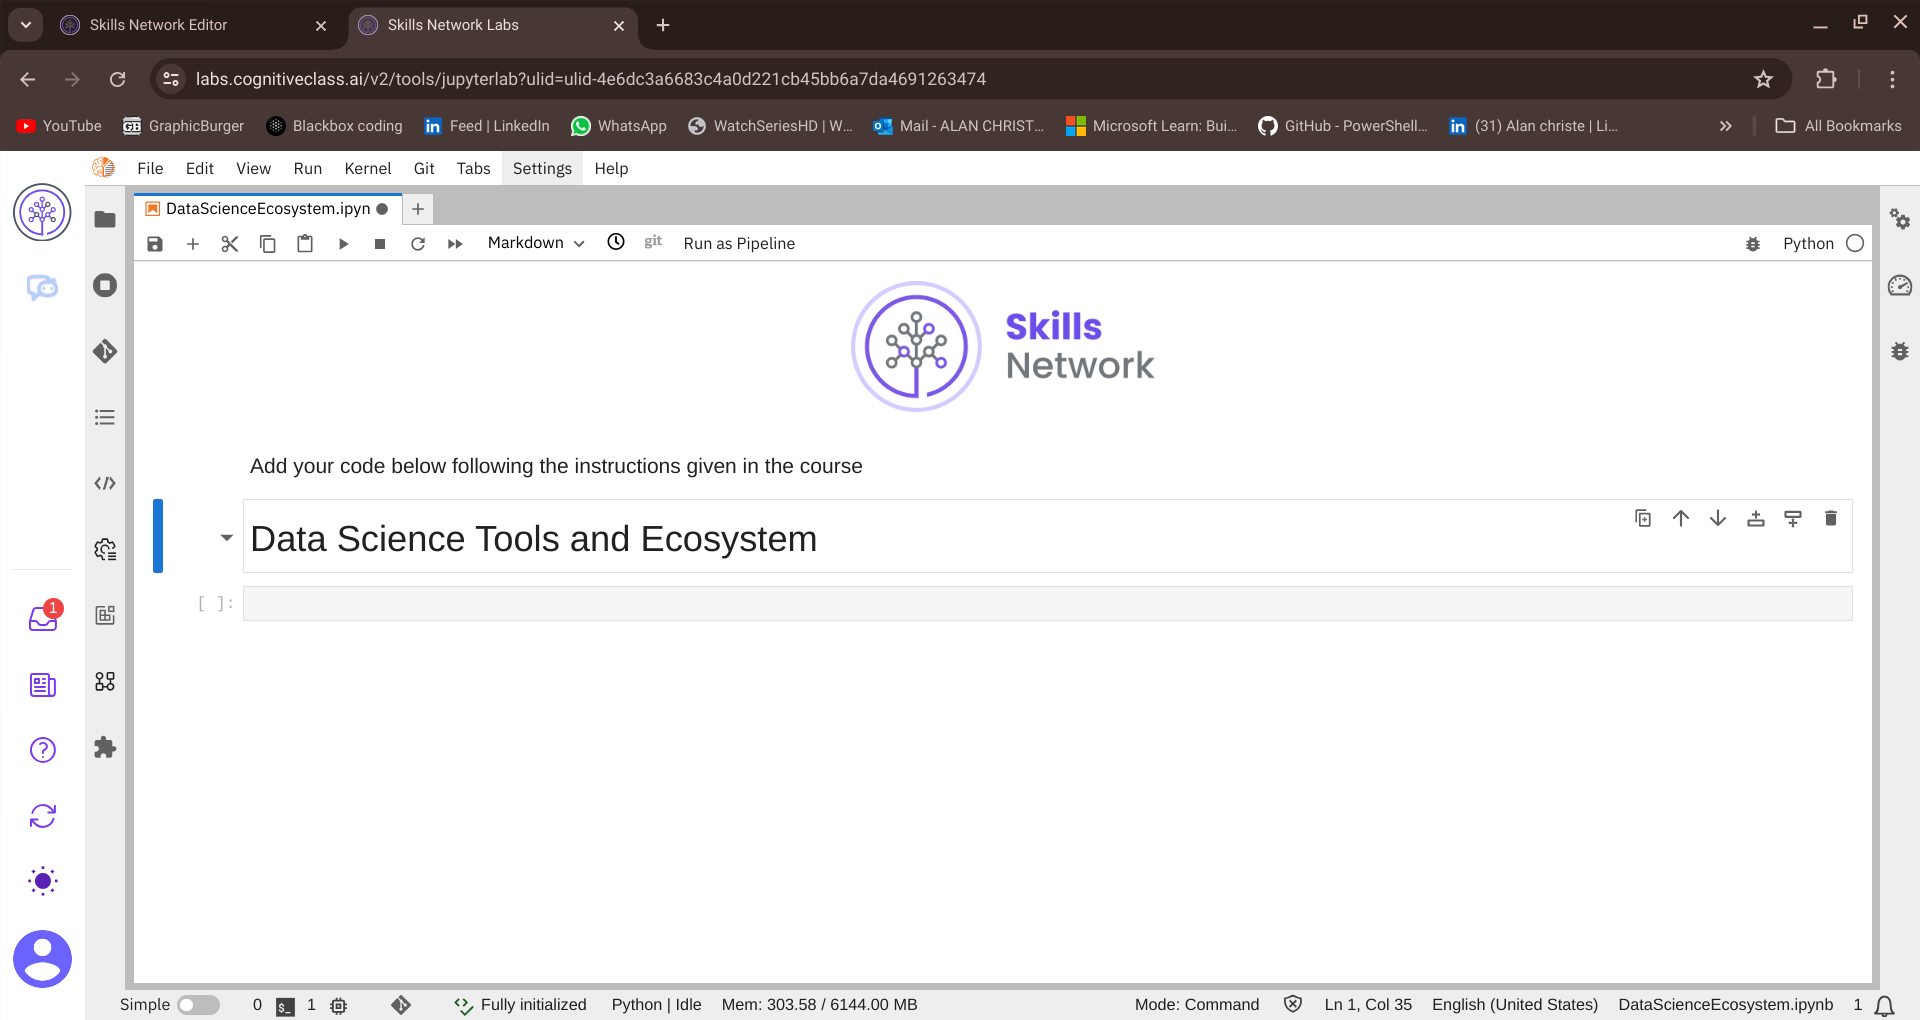 Skills Network Editor
Skills Network Labs
labs.cognitiveclass.ai/v2/tools/jupyterlab?ulid=ulid-4e6dc3a6683c4a0d221cb45bb6a7da4691263474
YouTube GraphicBurger Blackbox coding Feed | LinkedIn WhatsApp WatchSeriesHD | W... Mail - ALAN CHRIST... Microsoft Learn: Bui... GitHub - PowerShell... (31) Alan christe | Li... All Bookmarks
File Edit View Run Kernel Git Tabs Settings Help
DataScienceEcosystem.ipyn
Markdown git Run as Pipeline Python
Skills
Network
Add your code below following the instructions given in the course
Data Science Tools and Ecosystem
[ ]:
1
Simple 0 1 Fully initialized Python | Idle Mem: 303.58 / 6144.00 MB Mode: Command Ln 1, Col 35 English (United States) DataScienceEcosystem.ipynb 1